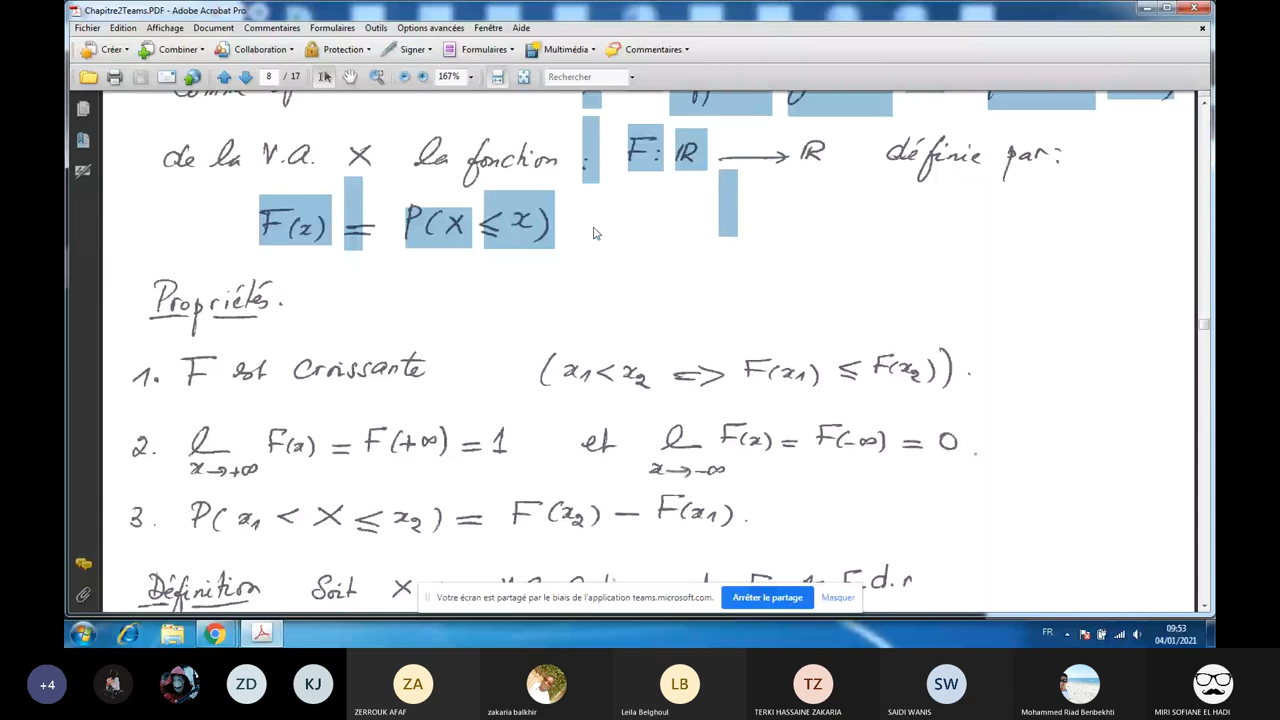 Chapitre2Teams.PDF - Adobe Acrobat Pro
Fichier Edition Affichage Document Commentaires Formulaires Outils Options avancées Fenêtre Aide
Créer Combiner Collaboration Protection Signer Formulaires Multimédia Commentaires
8 / 17 167% Rechercher
de la V.A. X la fonction : F: ℝ ⟶ ℝ définie par:
F(x) = P(X ⩽ x)
Propriétés.
1. F est croissante (x₁ < x₂ <=> F(x₁) ⩽ F(x₂)).
2. lim x→+∞ F(x) = F(+∞) = 1 et lim x→-∞ F(x) = F(-∞) = 0.
3. P(x₁ < X ⩽ x₂) = F(x₂) - F(x₁).
Définition Soit X
Votre écran est partagé par le biais de l'application teams.microsoft.com. Arrêter le partage Masquer
FR 09:53
04/01/2021
+4 ZD KJ ZA LB TZ SW
ZERROUK AFAF zakaria balkhir Leila Belghoul TERKI HASSAINE ZAKARIA SAIDI WANIS Mohammed Riad Benbekhti MIRI SOFIANE EL HADI